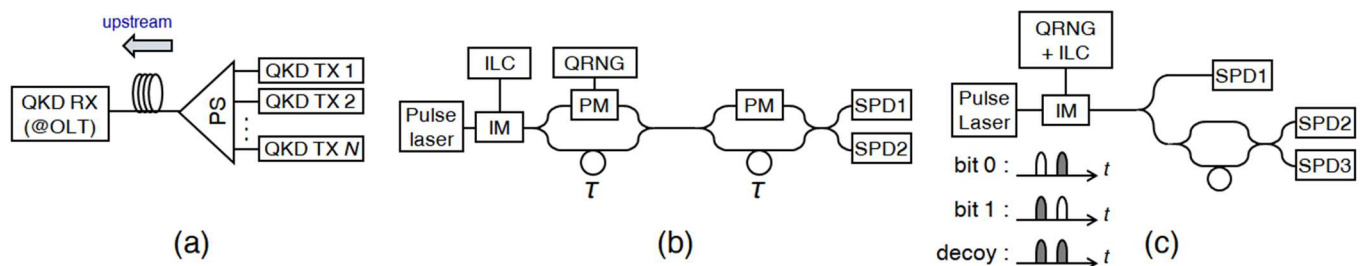 upstream
QKD RX
(@OLT)
PS
QKD TX 1
QKD TX 2
QKD TX N
(a)
ILC
QRNG
Pulse
laser
IM
PM
τ
PM
τ
SPD1
SPD2
(b)
QRNG
+ ILC
Pulse
Laser
IM
SPD1
SPD2
SPD3
bit 0 : t
bit 1 : t
decoy : t
(c)